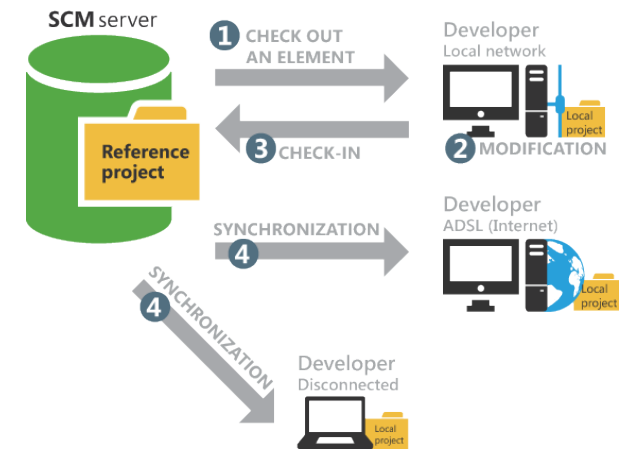 SCM server
1 CHECK OUT
AN ELEMENT
Developer
Local network
Reference
project
Local
project
3 CHECK-IN
2 MODIFICATION
SYNCHRONIZATION
4
Developer
ADSL (Internet)
Local
project
SYNCHRONIZATION
4
Developer
Disconnected
Local
project